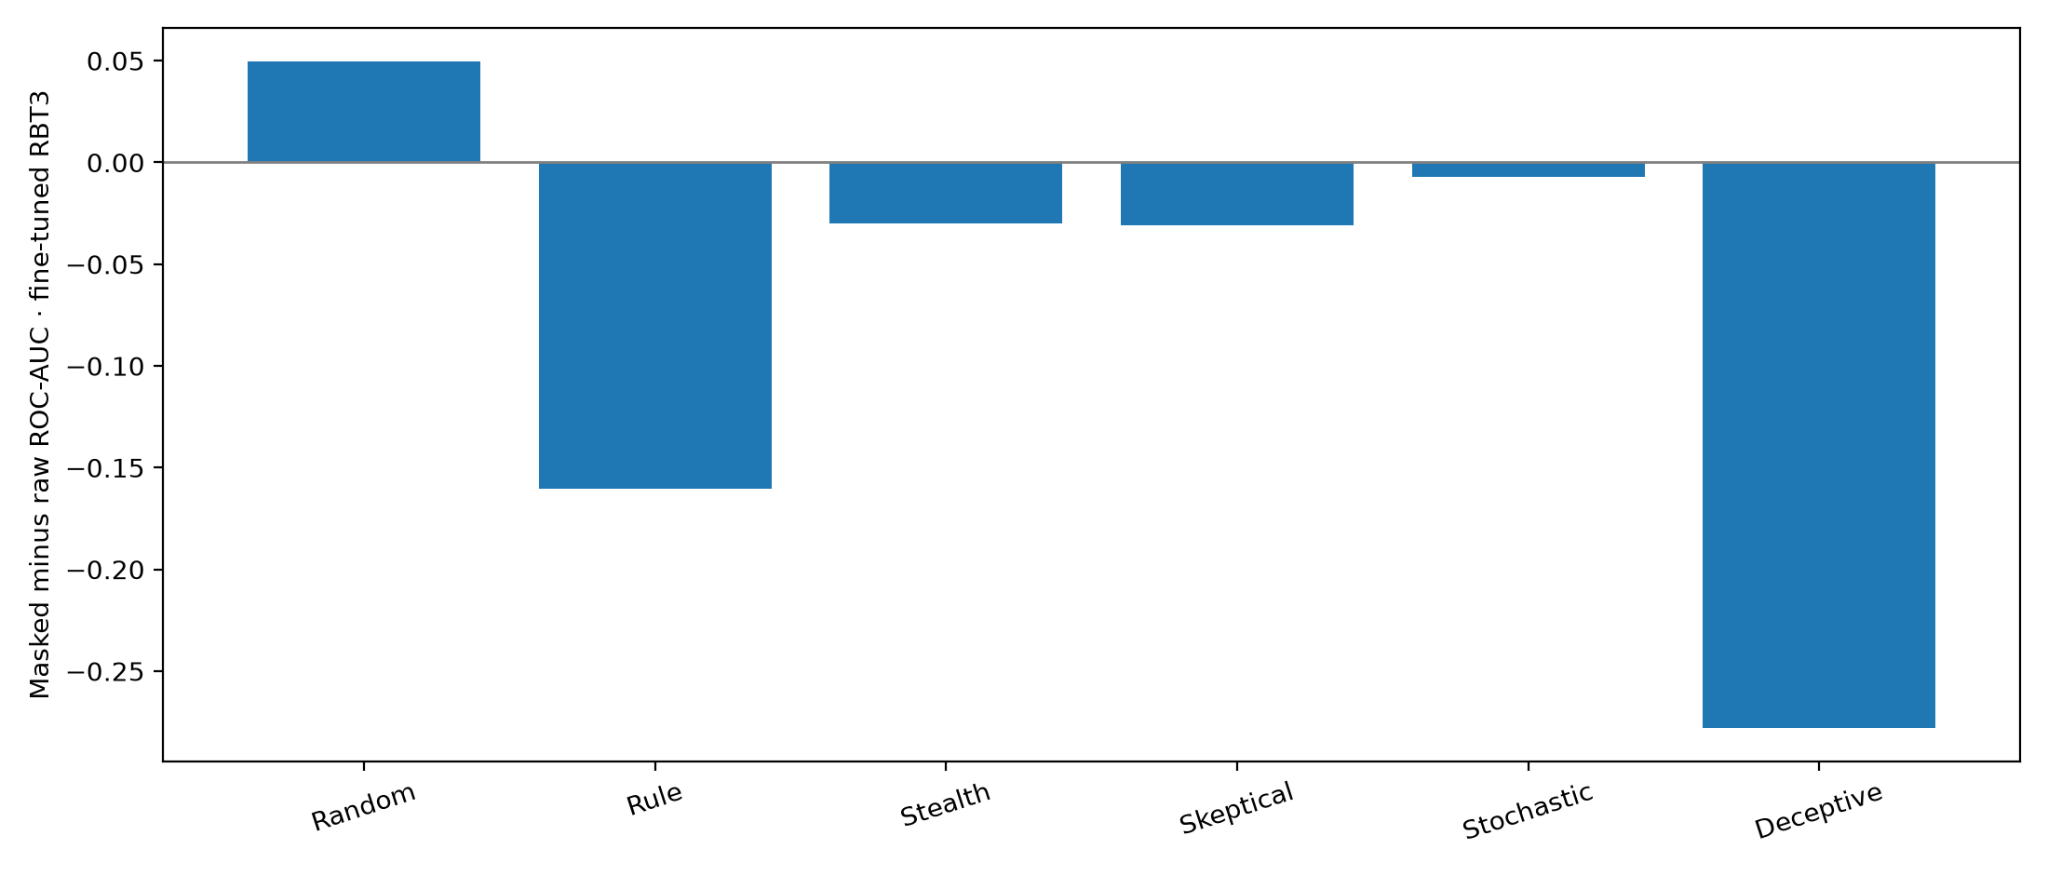 Masked minus raw ROC-AUC · fine-tuned RBT3
0.05
0.00
−0.05
−0.10
−0.15
−0.20
−0.25
Random
Rule
Stealth
Skeptical
Stochastic
Deceptive